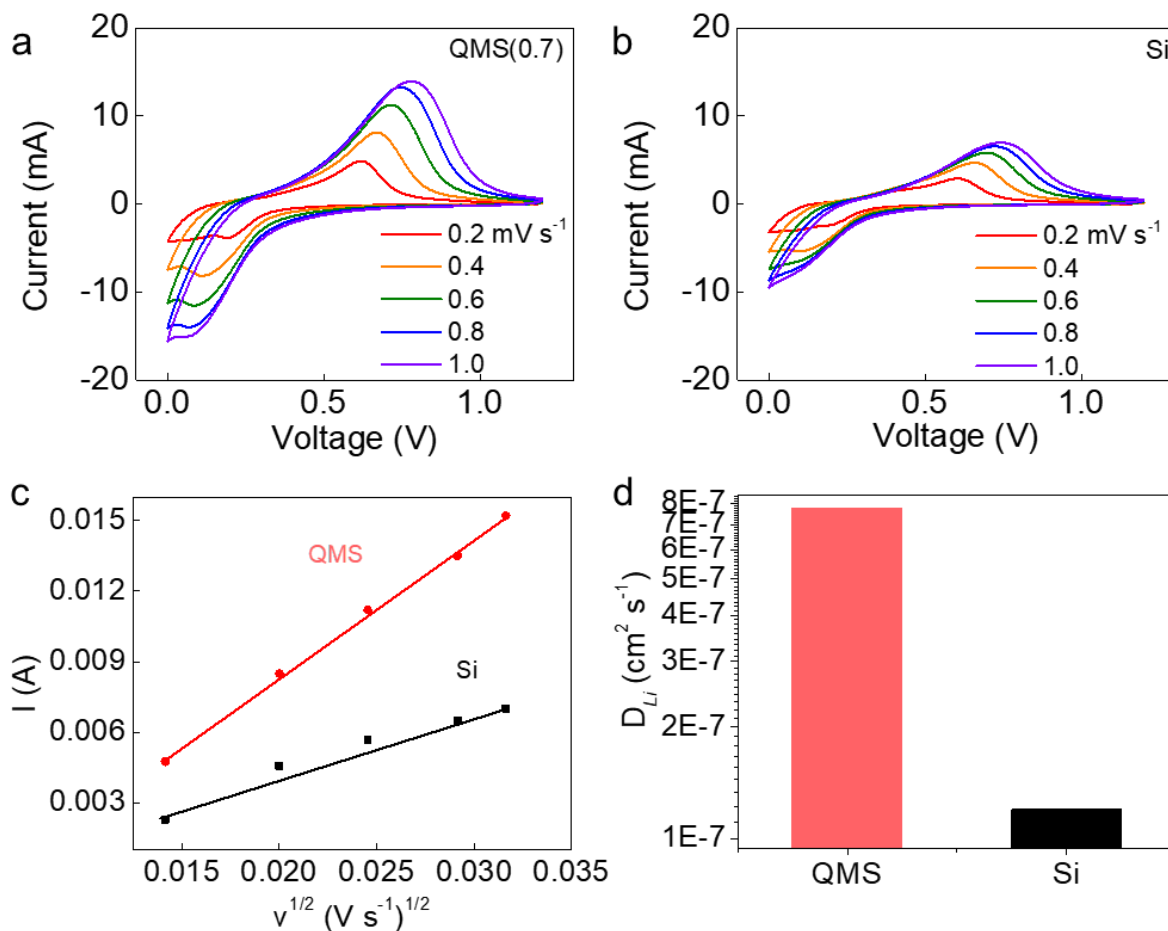 a
QMS(0.7)
20
10
0
-10
-20
Current (mA)
0.2 mV s⁻¹
0.4
0.6
0.8
1.0
0.0
0.5
1.0
Voltage (V)
b
Si
20
10
0
-10
-20
Current (mA)
0.2 mV s⁻¹
0.4
0.6
0.8
1.0
0.0
0.5
1.0
Voltage (V)
c
0.015
0.012
0.009
0.006
0.003
I (A)
QMS
Si
0.015
0.020
0.025
0.030
0.035
v¹/² (V s⁻¹)¹/²
d
8E-7
7E-7
6E-7
5E-7
4E-7
3E-7
2E-7
1E-7
D_Li (cm² s⁻¹)
QMS
Si